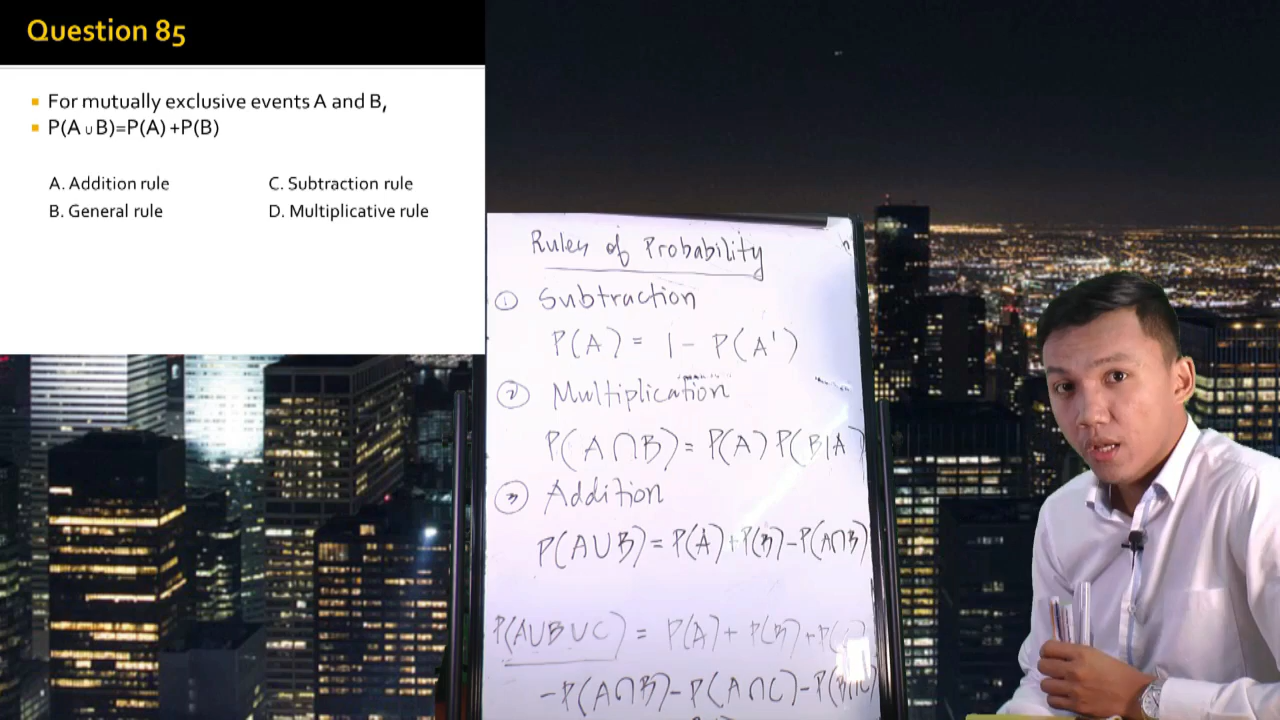 Question 85
For mutually exclusive events A and B,
P(A ∪ B)=P(A) +P(B)
A. Addition rule
B. General rule
C. Subtraction rule
D. Multiplicative rule
Rules of Probability
① Subtraction
P(A) = 1 - P(A')
② Multiplication
P(A∩B) = P(A) P(B|A)
③ Addition
P(A∪B) = P(A)+P(B)-P(A∩B)
P(A∪B∪C) = P(A)+P(B)+
-P(A∩B)-P(A∩C)-P(B∩C)